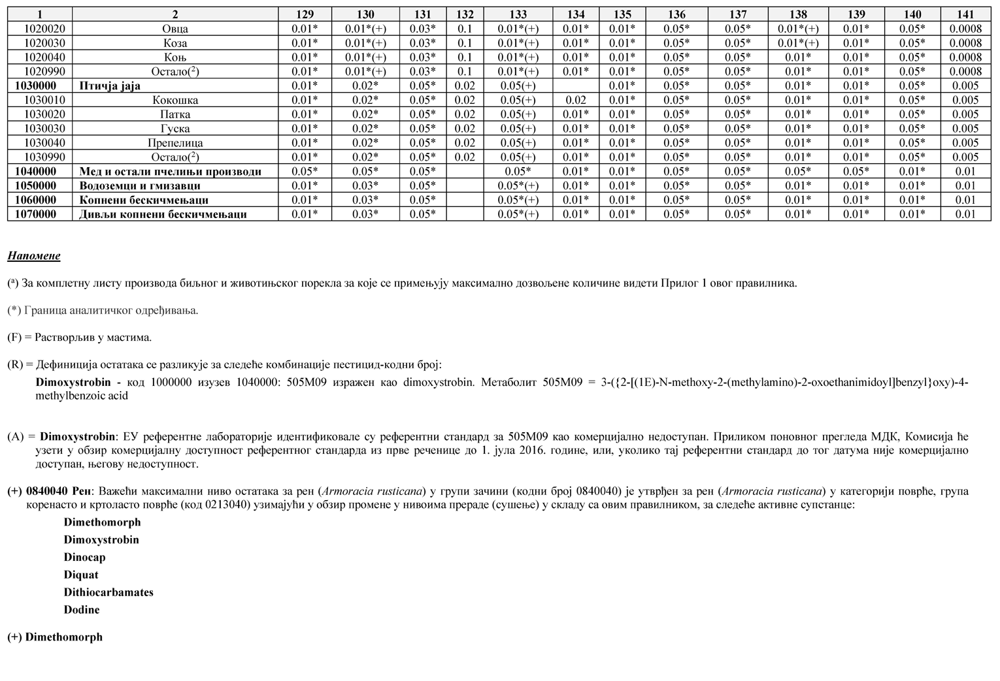 1 2 129 130 131 132 133 134 135 136 137 138 139 140 141
1020020 Овца 0.01* 0.01*(+) 0.03* 0.1 0.01*(+) 0.01* 0.01* 0.05* 0.05* 0.01*(+) 0.01* 0.05* 0.0008
1020030 Коза 0.01* 0.01*(+) 0.03* 0.1 0.01*(+) 0.01* 0.01* 0.05* 0.05* 0.01*(+) 0.01* 0.05* 0.0008
1020040 Коњ 0.01* 0.01*(+) 0.03* 0.1 0.01*(+) 0.01* 0.01* 0.05* 0.05* 0.01* 0.01* 0.05* 0.0008
1020990 Остало(²) 0.01* 0.01*(+) 0.03* 0.1 0.01*(+) 0.01* 0.01* 0.05* 0.05* 0.01* 0.01* 0.05* 0.0008
1030000 Птичја јаја 0.01* 0.02* 0.05* 0.02 0.05(+) 0.01* 0.05* 0.05* 0.01* 0.01* 0.05* 0.005
1030010 Кокошка 0.01* 0.02* 0.05* 0.02 0.05(+) 0.02 0.01* 0.05* 0.05* 0.01* 0.01* 0.05* 0.005
1030020 Патка 0.01* 0.02* 0.05* 0.02 0.05(+) 0.01* 0.01* 0.05* 0.05* 0.01* 0.01* 0.05* 0.005
1030030 Гуска 0.01* 0.02* 0.05* 0.02 0.05(+) 0.01* 0.01* 0.05* 0.05* 0.01* 0.01* 0.05* 0.005
1030040 Препелица 0.01* 0.02* 0.05* 0.02 0.05(+) 0.01* 0.01* 0.05* 0.05* 0.01* 0.01* 0.05* 0.005
1030990 Остало(²) 0.01* 0.02* 0.05* 0.02 0.05(+) 0.01* 0.01* 0.05* 0.05* 0.01* 0.01* 0.05* 0.005
1040000 Мед и остали пчелињи производи 0.05* 0.05* 0.05* 0.05* 0.01* 0.01* 0.05* 0.05* 0.05* 0.05* 0.01* 0.01
1050000 Водоземци и гмизавци 0.01* 0.03* 0.05* 0.05*(+) 0.01* 0.01* 0.05* 0.05* 0.01* 0.01* 0.01* 0.01
1060000 Копнени бескичмењаци 0.01* 0.03* 0.05* 0.05*(+) 0.01* 0.01* 0.05* 0.05* 0.01* 0.01* 0.01* 0.01
1070000 Дивљи копнени бескичмењаци 0.01* 0.03* 0.05* 0.05*(+) 0.01* 0.01* 0.05* 0.05* 0.01* 0.01* 0.01* 0.01
Напомене
(ᵃ) За комплетну листу производа биљног и животињског порекла за које се примењују максимално дозвољене количине видети Прилог 1 овог правилника.
(*) Граница аналитичког одређивања.
(F) = Растворљив у мастима.
(R) = Дефиниција остатака се разликује за следеће комбинације пестицид-кодни број:
Dimoxystrobin - код 1000000 изузев 1040000: 505M09 изражен као dimoxystrobin. Метаболит 505M09 = 3-({2-[(1E)-N-methoxy-2-(methylamino)-2-oxoethanimidoyl]benzyl}oxy)-4-
methylbenzoic acid
(A) = Dimoxystrobin: ЕУ референтне лабораторије идентификовале су референтни стандард за 505M09 као комерцијално недоступан. Приликом поновног прегледа МДК, Комисија ће
узети у обзир комерцијалну доступност референтног стандарда из прве реченице до 1. јула 2016. године, или, уколико тај референтни стандард до тог датума није комерцијално
доступан, његову недоступност.
(+) 0840040 Рен: Важећи максимални ниво остатака за рен (Armoracia rusticana) у групи зачини (кодни број 0840040) је утврђен за рен (Armoracia rusticana) у категорији поврће, група
коренасто и кртоласто поврће (код 0213040) узимајући у обзир промене у нивоима прераде (сушење) у складу са овим правилником, за следеће активне супстанце:
Dimethomorph
Dimoxystrobin
Dinocap
Diquat
Dithiocarbamates
Dodine
(+) Dimethomorph